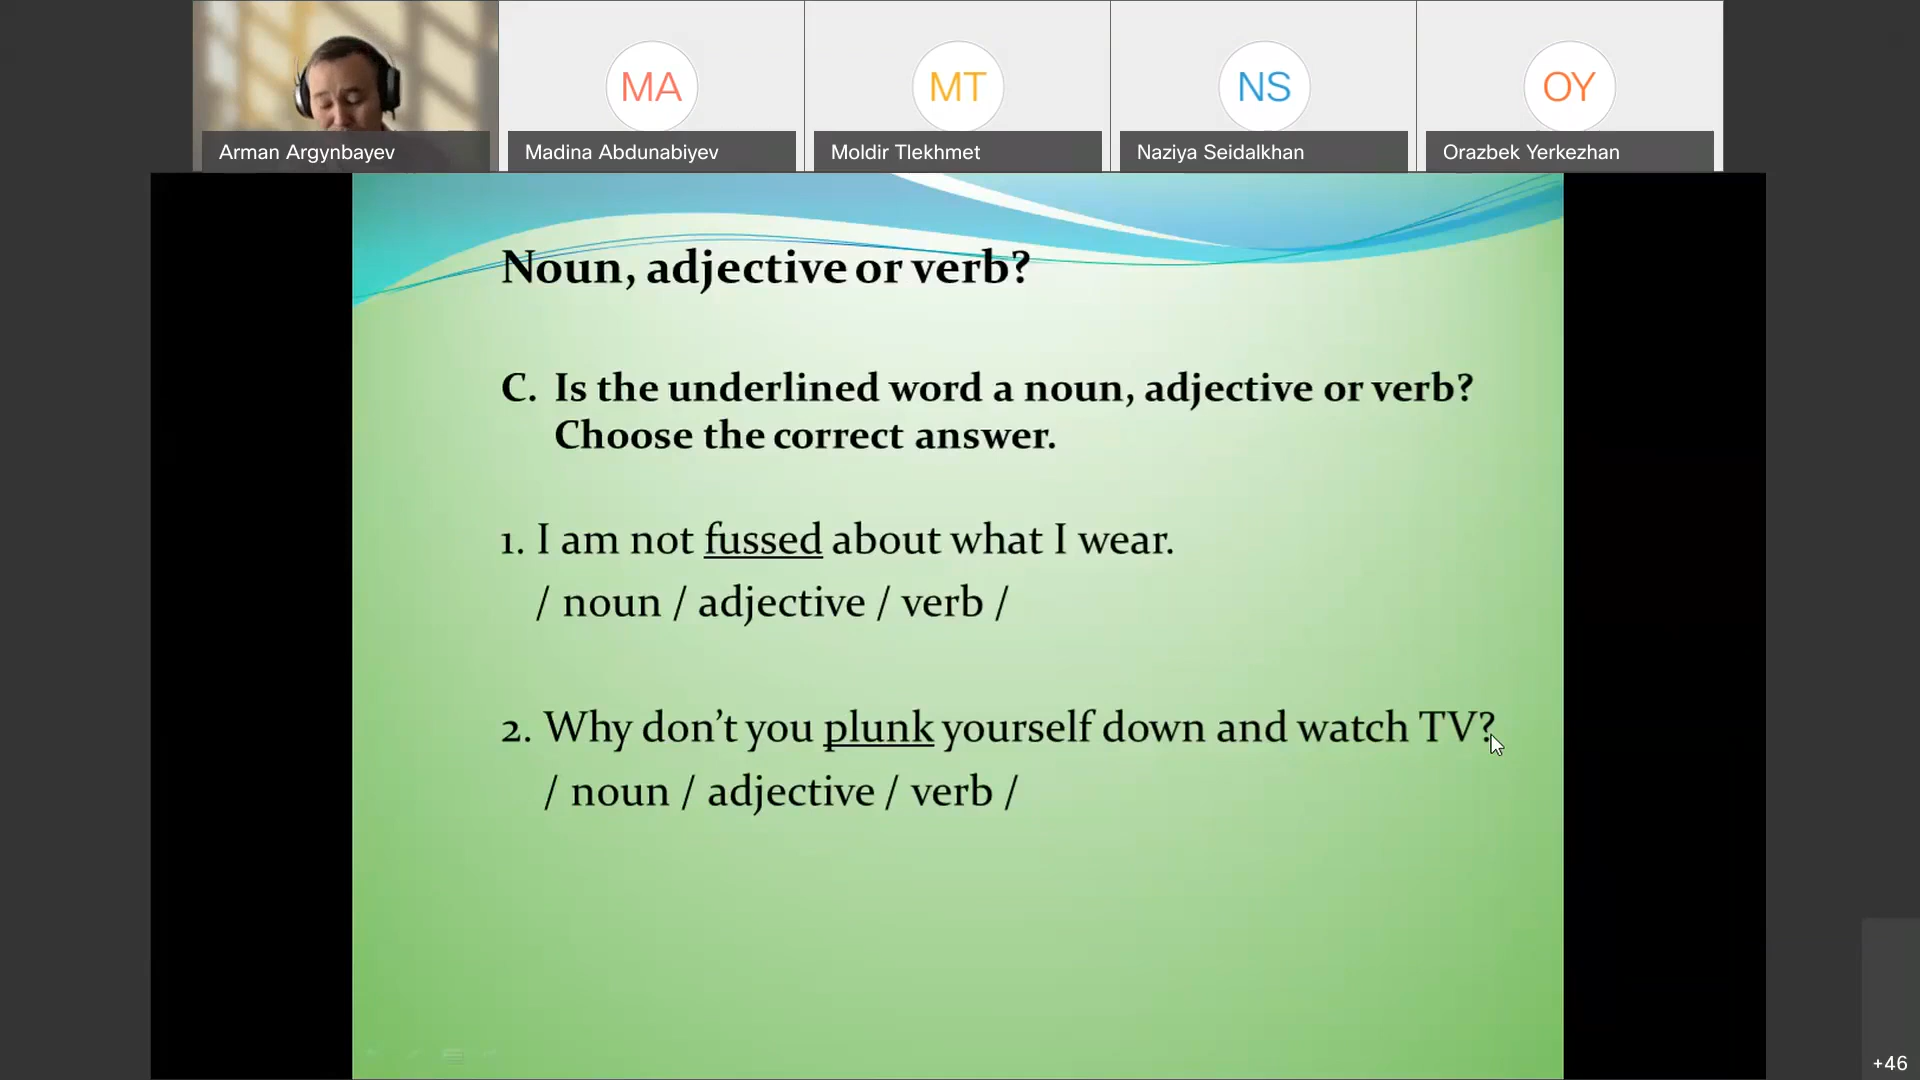 MA
MT
NS
OY
Arman Argynbayev
Madina Abdunabiyev
Moldir Tlekhmet
Naziya Seidalkhan
Orazbek Yerkezhan
Noun, adjective or verb?
C. Is the underlined word a noun, adjective or verb?
Choose the correct answer.
1. I am not fussed about what I wear.
/ noun / adjective / verb /
2. Why don’t you plunk yourself down and watch TV?
/ noun / adjective / verb /
+46